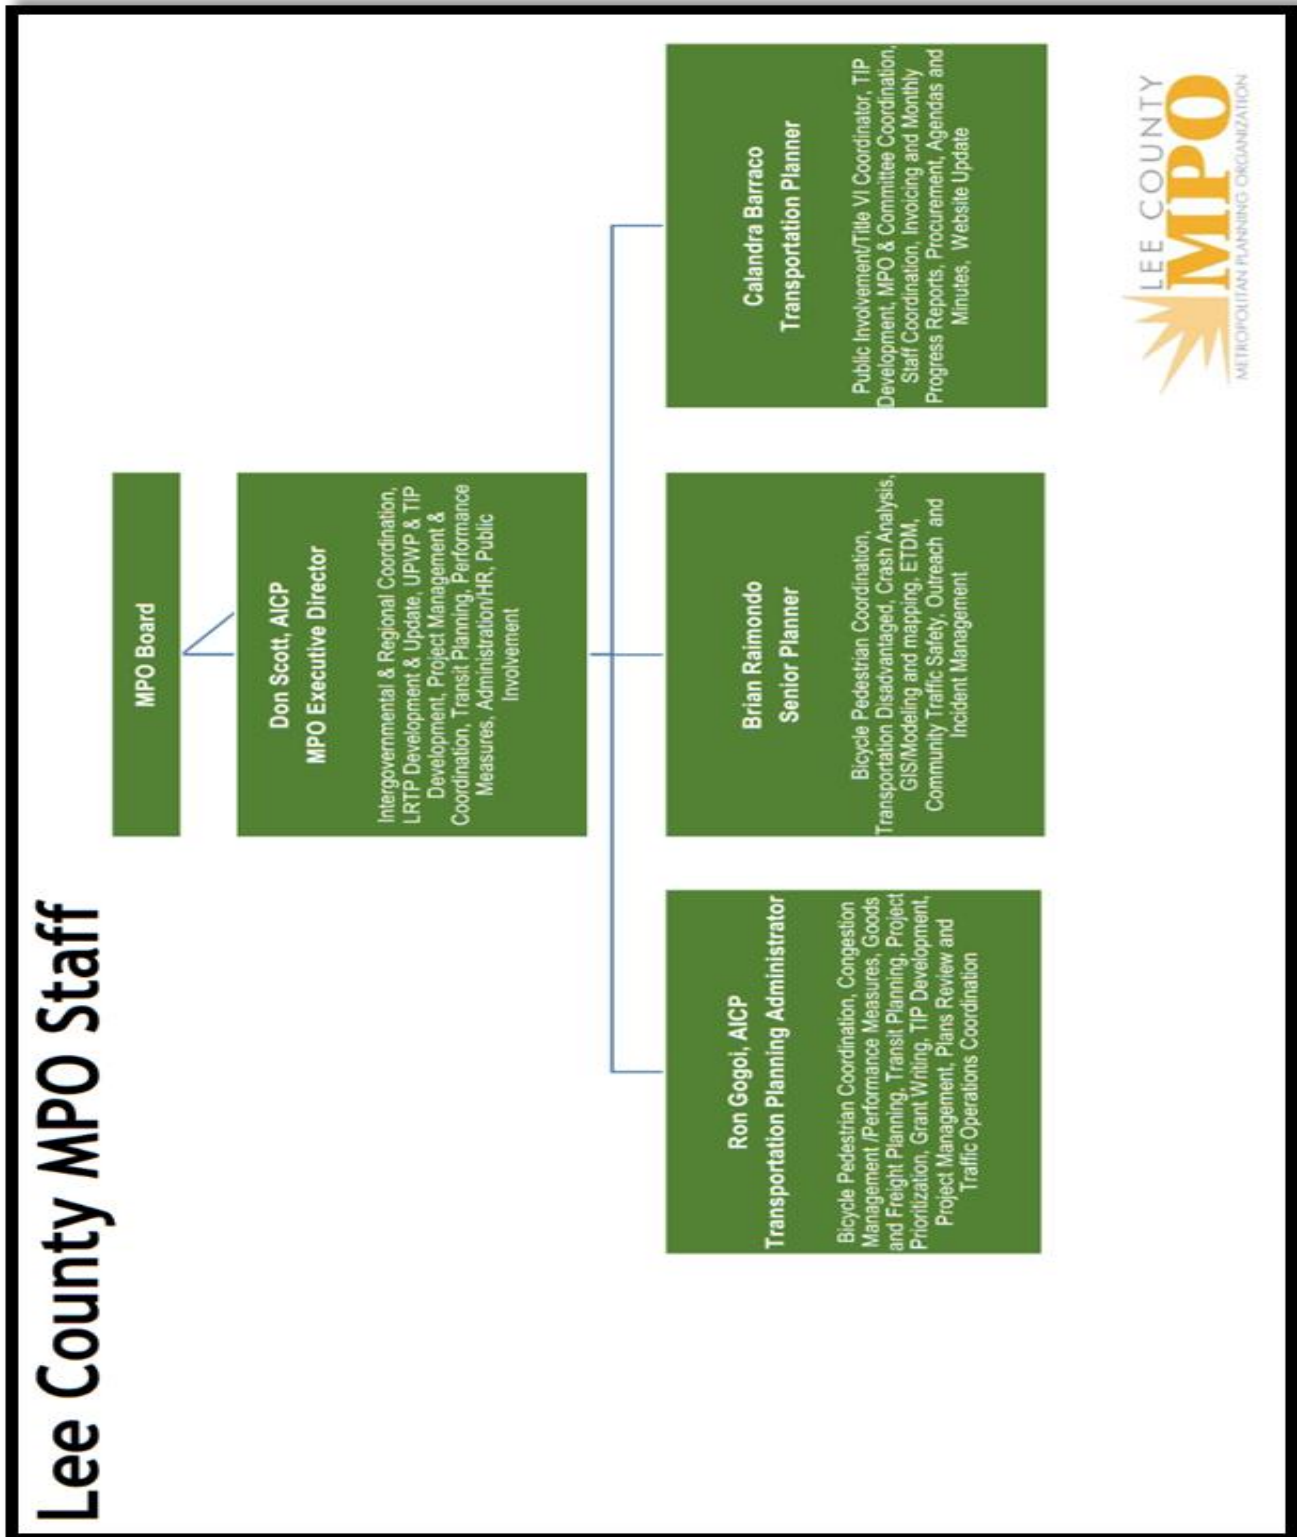 Lee County MPO Staff
MPO Board
Don Scott, AICP
MPO Executive Director
Intergovernmental & Regional Coordination,
LRTP Development & Update, UPWP & TIP
Development, Project Management &
Coordination, Transit Planning, Performance
Measures, Administration/HR, Public
Involvement
Ron Gogoi, AICP
Transportation Planning Administrator
Bicycle Pedestrian Coordination, Congestion
Management /Performance Measures, Goods
and Freight Planning, Transit Planning, Project
Prioritization, Grant Writing, TIP Development,
Project Management, Plans Review and
Traffic Operations Coordination
Brian Raimondo
Senior Planner
Bicycle Pedestrian Coordination,
Transportation Disadvantaged, Crash Analysis,
GIS/Modeling and mapping, ETDM,
Community Traffic Safety, Outreach and
Incident Management
Calandra Barraco
Transportation Planner
Public Involvement/Title VI Coordinator, TIP
Development, MPO & Committee Coordination,
Staff Coordination, Invoicing and Monthly
Progress Reports, Procurement, Agendas and
Minutes, Website Update
LEE COUNTY
MPO
METROPOLITAN PLANNING ORGANIZATION